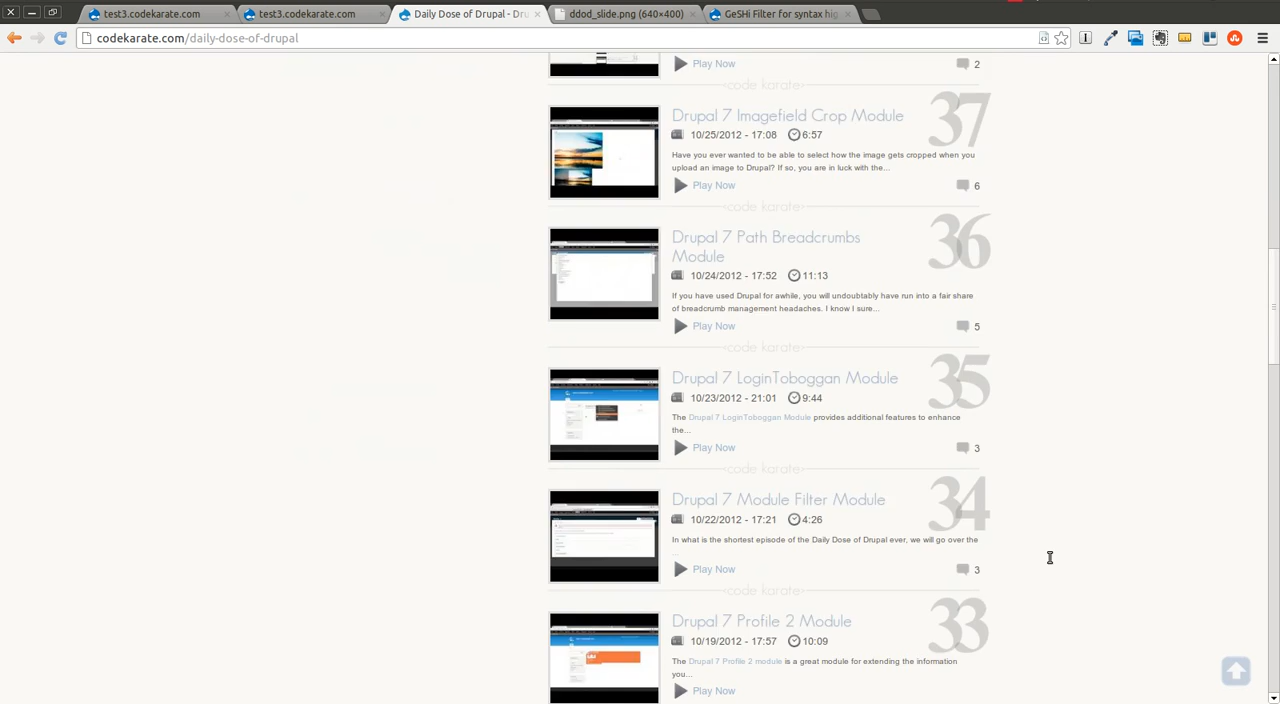 test3.codekarate.com
test3.codekarate.com
Daily Dose of Drupal - Dru
ddod_slide.png (640×400)
GeSHi Filter for syntax hig
codekarate.com/daily-dose-of-drupal
Play Now
2
<code karate>
37
Drupal 7 Imagefield Crop Module
10/25/2012 - 17:08 6:57
Have you ever wanted to be able to select how the image gets cropped when you
upload an image to Drupal? If so, you are in luck with the...
Play Now
6
<code karate>
36
Drupal 7 Path Breadcrumbs
Module
10/24/2012 - 17:52 11:13
If you have used Drupal for awhile, you will undoubtably have run into a fair share
of breadcrumb management headaches. I know I sure...
Play Now
5
<code karate>
35
Drupal 7 LoginToboggan Module
10/23/2012 - 21:01 9:44
The Drupal 7 LoginToboggan Module provides additional features to enhance
the...
Play Now
3
<code karate>
34
Drupal 7 Module Filter Module
10/22/2012 - 17:21 4:26
In what is the shortest episode of the Daily Dose of Drupal ever, we will go over the
...
Play Now
3
<code karate>
33
Drupal 7 Profile 2 Module
10/19/2012 - 17:57 10:09
The Drupal 7 Profile 2 module is a great module for extending the information
you...
Play Now